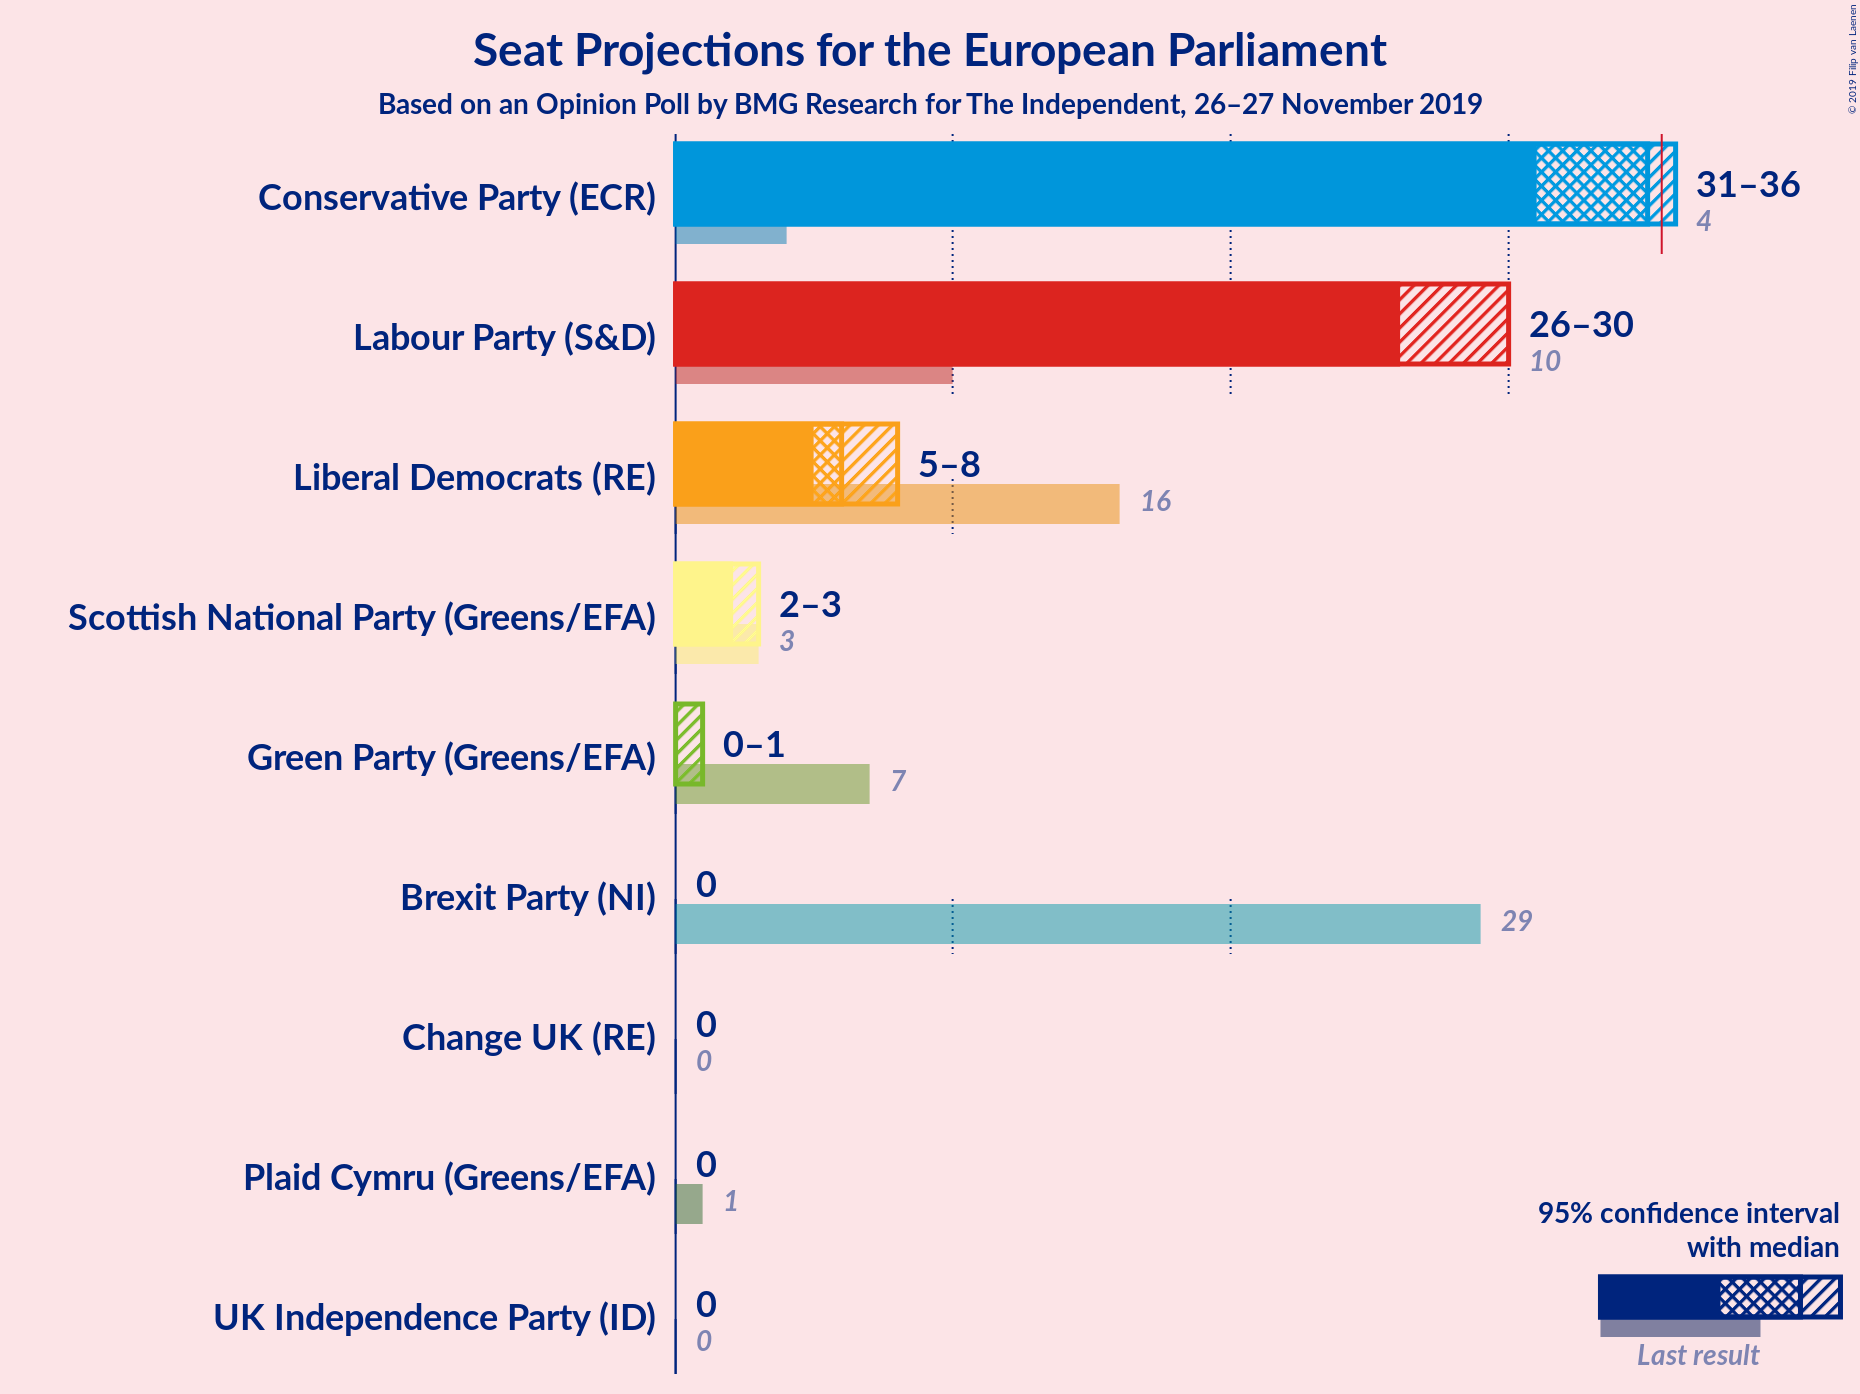 Seat Projections for the European Parliament
Based on an Opinion Poll by BMG Research for The Independent, 26–27 November 2019
© 2019 Filip van Laenen
Conservative Party (ECR)
31–36
4
Labour Party (S&D)
26–30
10
Liberal Democrats (RE)
5–8
16
Scottish National Party (Greens/EFA)
2–3
3
Green Party (Greens/EFA)
0–1
7
Brexit Party (NI)
0
29
Change UK (RE)
0
0
Plaid Cymru (Greens/EFA)
0
1
UK Independence Party (ID)
0
0
95% confidence interval
with median
Last result